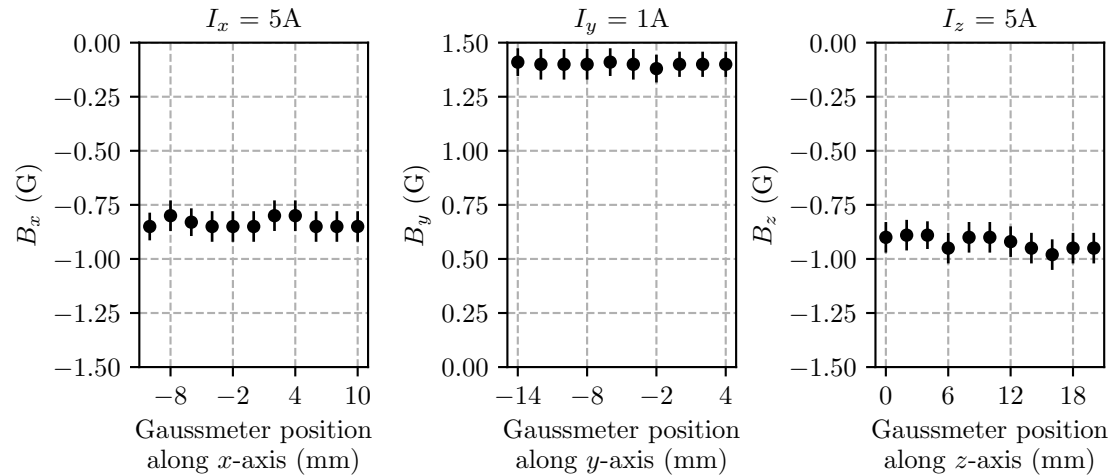 I_x = 5A
0.00
−0.25
−0.50
−0.75
−1.00
−1.25
−1.50
B_x (G)
−8 −2 4 10
Gaussmeter position
along x-axis (mm)
I_y = 1A
1.50
1.25
1.00
0.75
0.50
0.25
0.00
B_y (G)
−14 −8 −2 4
Gaussmeter position
along y-axis (mm)
I_z = 5A
0.00
−0.25
−0.50
−0.75
−1.00
−1.25
−1.50
B_z (G)
0 6 12 18
Gaussmeter position
along z-axis (mm)